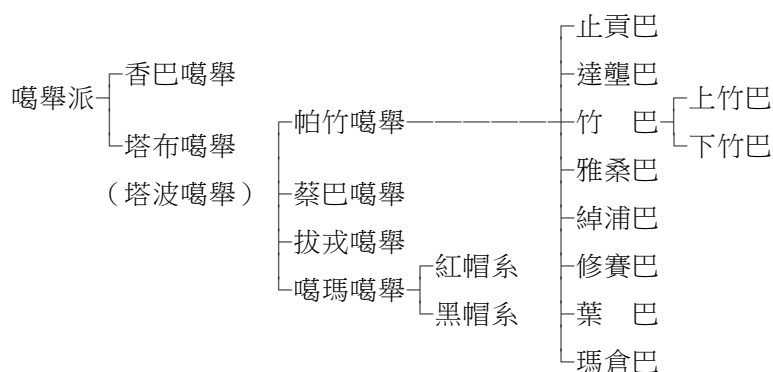 噶舉派
香巴噶舉
塔布噶舉
（塔波噶舉）
帕竹噶舉
蔡巴噶舉
拔戎噶舉
噶瑪噶舉
紅帽系
黑帽系
止貢巴
達壟巴
竹　巴
上竹巴
下竹巴
雅桑巴
綽浦巴
修賽巴
葉　巴
瑪倉巴